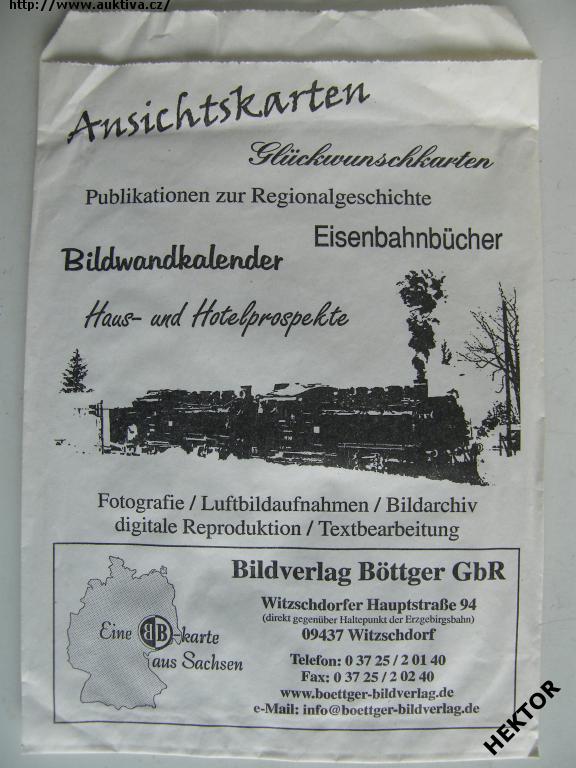 http://www.auktiva.cz/
Ansichtskarten
Glückwunschkarten
Publikationen zur Regionalgeschichte
Eisenbahnbücher
Bildwandkalender
Haus- und Hotelprospekte
Fotografie / Luftbildaufnahmen / Bildarchiv
digitale Reproduktion / Textbearbeitung
Bildverlag Böttger GbR
Witzschdorfer Hauptstraße 94
(direkt gegenüber Haltepunkt der Erzgebirgsbahn)
09437 Witzschdorf
Telefon: 0 37 25 / 2 01 40
Fax: 0 37 25 / 2 02 40
www.boettger-bildverlag.de
e-Mail: info@boettger-bildverlag.de
Eine BB-karte
aus Sachsen
HEKTOR